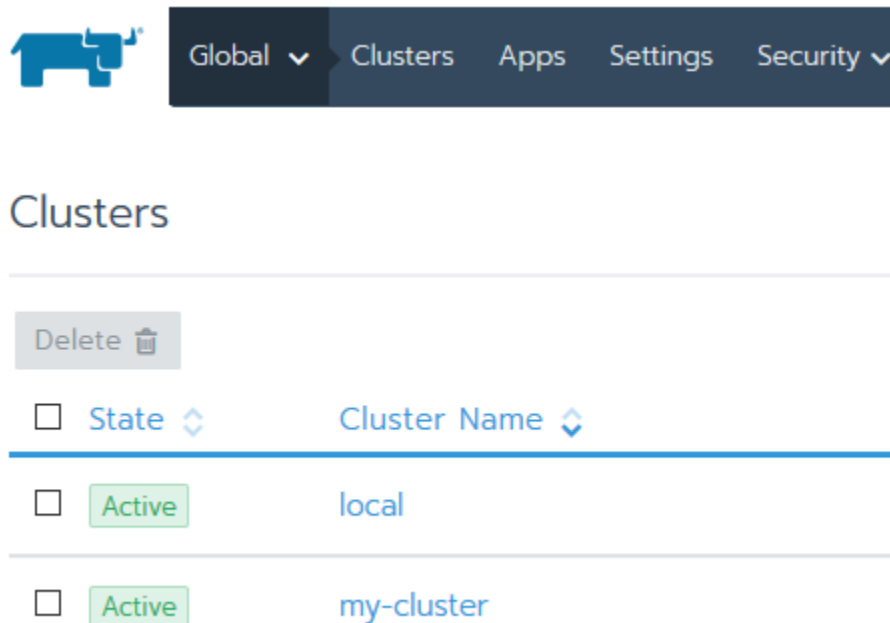 Global Clusters Apps Settings Security
Clusters
Delete
State Cluster Name
Active local
Active my-cluster